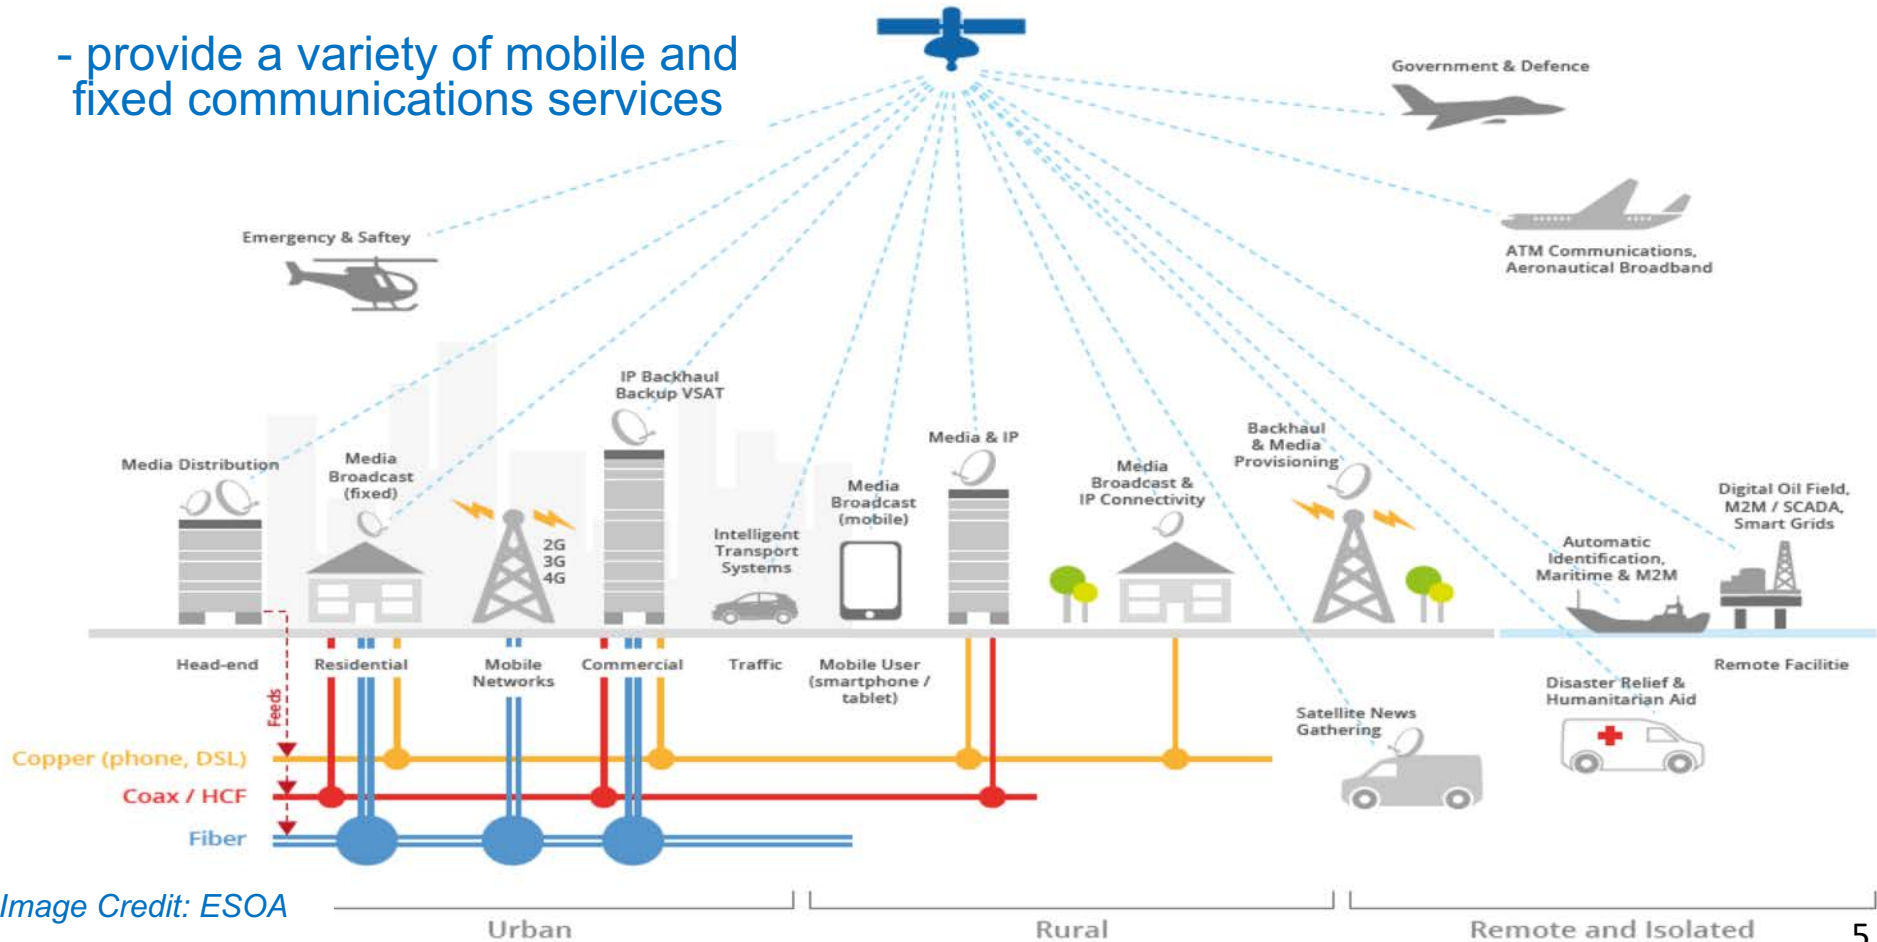 - provide a variety of mobile and
fixed communications services
Government & Defence
ATM Communications,
Aeronautical Broadband
Emergency & Saftey
IP Backhaul
Backup VSAT
Media Distribution
Media
Broadcast
(fixed)
2G
3G
4G
Intelligent
Transport
Systems
Media
Broadcast
(mobile)
Media & IP
Media
Broadcast &
IP Connectivity
Backhaul
& Media
Provisioning
Automatic
Identification,
Maritime & M2M
Digital Oil Field,
M2M / SCADA,
Smart Grids
Head-end
Residential
Mobile
Networks
Commercial
Traffic
Mobile User
(smartphone /
tablet)
Remote Facilitie
Feeds
Satellite News
Gathering
Disaster Relief &
Humanitarian Aid
Copper (phone, DSL)
Coax / HCF
Fiber
Image Credit: ESOA
Urban
Rural
Remote and Isolated
5